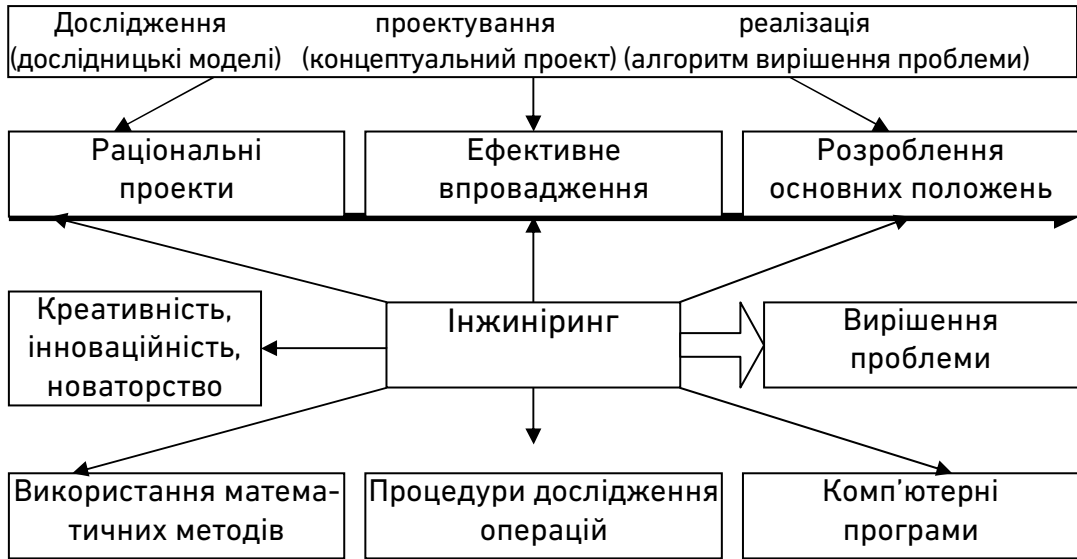 Дослідження проектування реалізація
(дослідницькі моделі) (концептуальний проект) (алгоритм вирішення проблеми)
Раціональні
проекти
Ефективне
впровадження
Розроблення
основних положень
Креативність,
інноваційність,
новаторство
Інжиніринг
Вирішення
проблеми
Використання матема-
тичних методів
Процедури дослідження
операцій
Комп’ютерні
програми